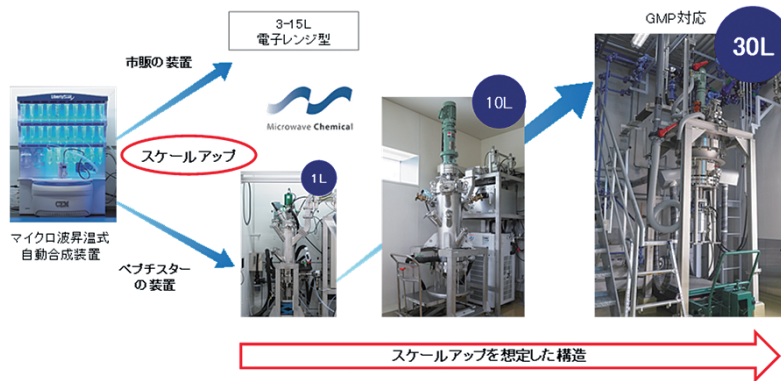 3-15L
電子レンジ型
市販の装置
Microwave Chemical
スケールアップ
CEM
マイクロ波昇温式
自動合成装置
ペプチスター
の装置
1L
10L
GMP対応
30L
スケールアップを想定した構造